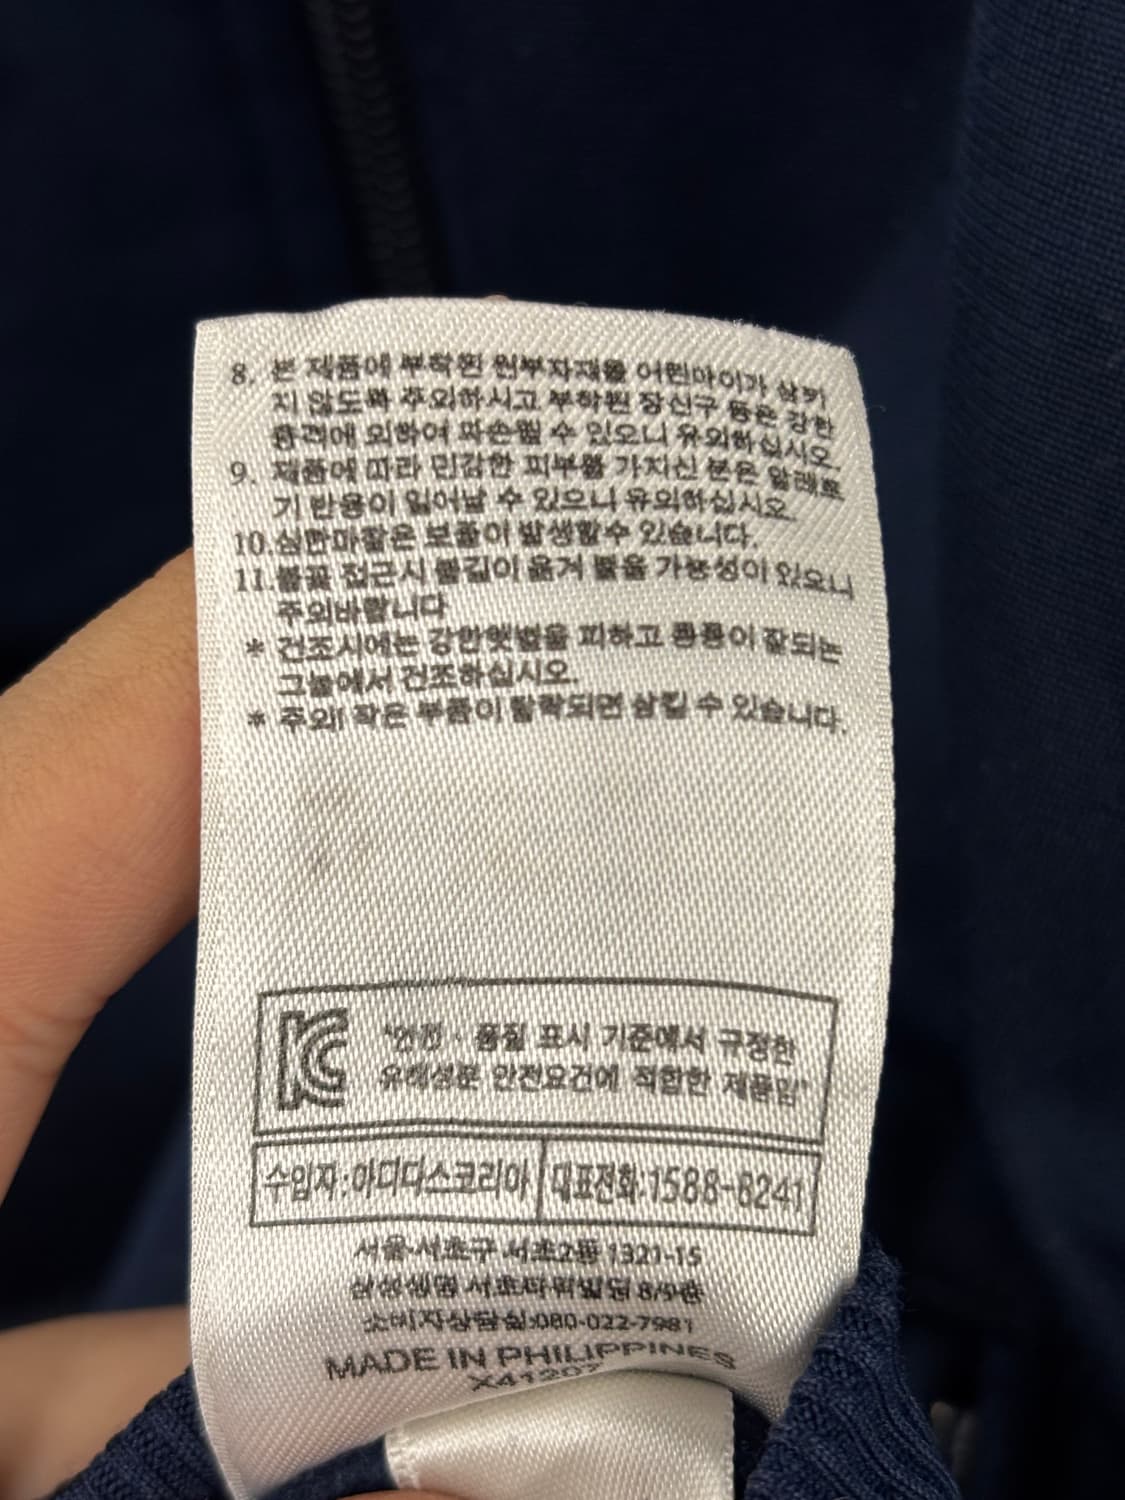 8. 본 제품에 부착된 원부자재를 어린아이가 삼키
지 않도록 주의하시고 부착된 장신구 등은 강한
충격에 의하여 파손될 수 있으니 유의하십시오.
9. 제품에 따라 민감한 피부를 가지신 분은 알레르
기 반응이 일어날 수 있으니 유의하십시오.
10.심한마찰은 보풀이 발생할수 있습니다.
11.불꽃 접근시 불길이 옮겨 붙을 가능성이 있으니
주의바랍니다
* 건조시에는 강한햇볕을 피하고 통풍이 잘되는
그늘에서 건조하십시오.
* 주의! 작은 부품이 탈락되면 삼킬 수 있습니다.
"안전·품질 표시 기준에서 규정한
유해성분 안전요건에 적합한 제품임"
수입자:아디다스코리아 대표전화:1588-8241
서울·서초구 서초2동 1321-15
삼성생명 서초타워빌딩 8/9층
소비자상담실:080-022-7981
MADE IN PHILIPPINES
X41207